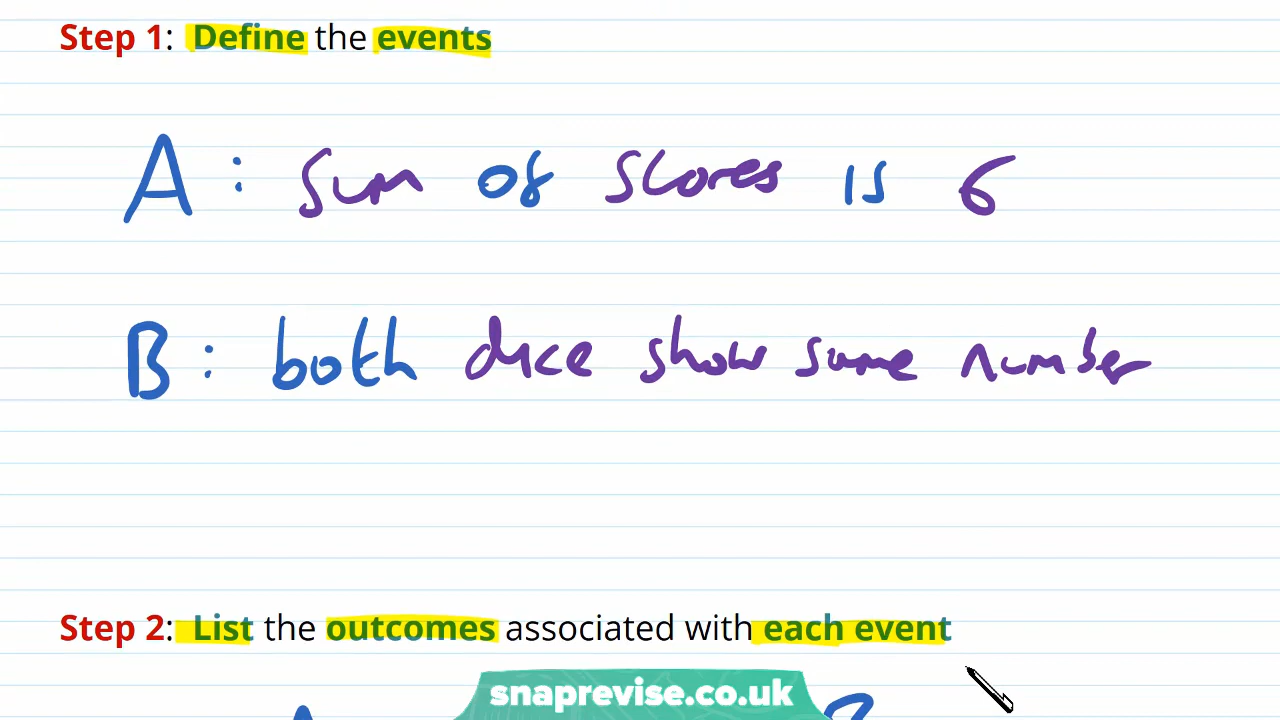 Step 1: Define the events
A : Sum of scores is 6
B : both dice show same number
Step 2: List the outcomes associated with each event
snaprevise.co.uk